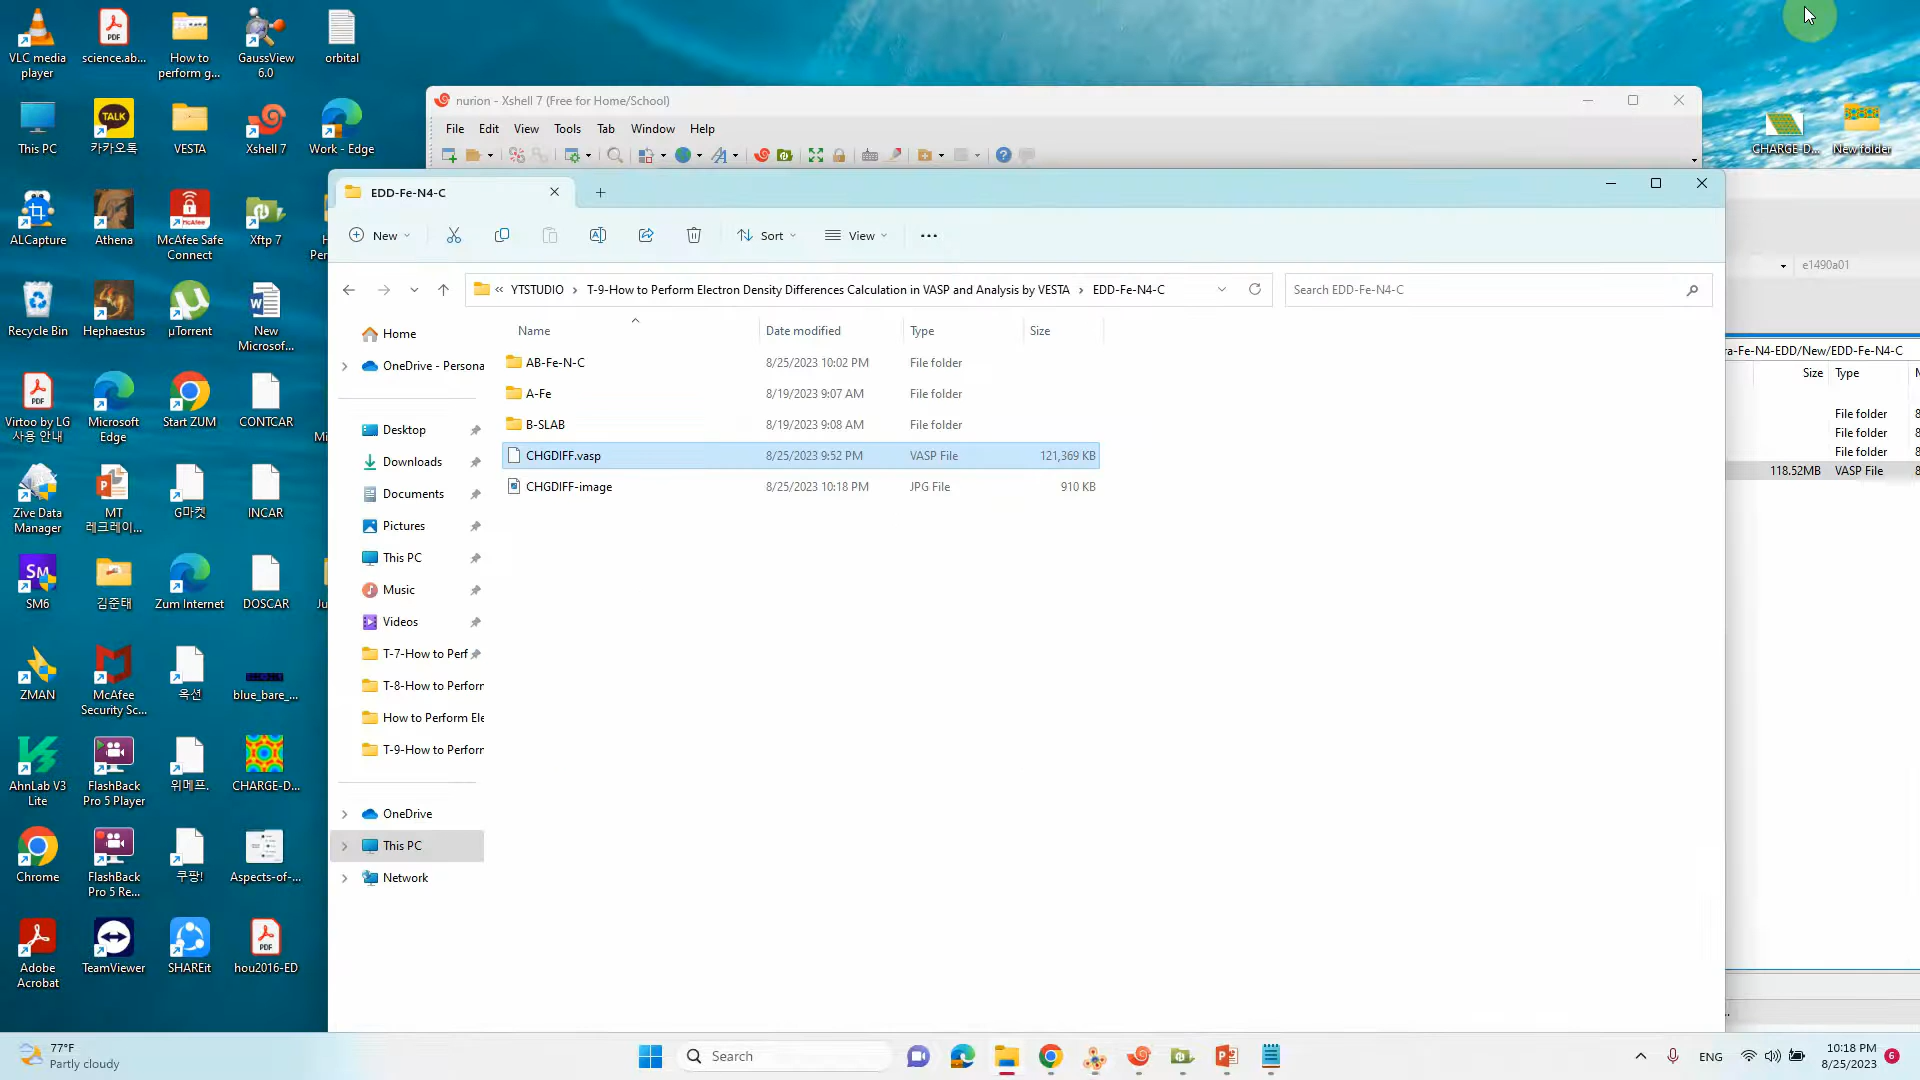 VLC media
player
science.ab...
How to
perform g...
GaussView
6.0
orbital
This PC
TALK
카카오톡
VESTA
Xshell 7
Work - Edge
ALCapture
Athena
McAfee Safe
Connect
Xftp 7
Recycle Bin
Hephaestus
µTorrent
New
Microsof...
Virtoo by LG
사용 안내
Microsoft
Edge
Start ZUM
CONTCAR
Zive Data
Manager
MT
레크레이...
G마켓
INCAR
SM6
김준태
Zum Internet
DOSCAR
ZMAN
McAfee
Security Sc...
옥션
blue_bare_...
AhnLab V3
Lite
FlashBack
Pro 5 Player
위메프.
CHARGE-D...
Chrome
FlashBack
Pro 5 Re...
쿠팡!
Aspects-of-...
Adobe
Acrobat
TeamViewer
SHAREit
hou2016-ED
CHARGE-D...
New folder
nurion - Xshell 7 (Free for Home/School)
File Edit View Tools Tab Window Help
EDD-Fe-N4-C
New
Sort
View
« YTSTUDIO › T-9-How to Perform Electron Density Differences Calculation in VASP and Analysis by VESTA › EDD-Fe-N4-C
Search EDD-Fe-N4-C
Home
OneDrive - Persona
Desktop
Downloads
Documents
Pictures
This PC
Music
Videos
T-7-How to Perf
T-8-How to Perforn
How to Perform Ele
T-9-How to Perforn
OneDrive
This PC
Network
Name Date modified Type Size
AB-Fe-N-C 8/25/2023 10:02 PM File folder
A-Fe 8/19/2023 9:07 AM File folder
B-SLAB 8/19/2023 9:08 AM File folder
CHGDIFF.vasp 8/25/2023 9:52 PM VASP File 121,369 KB
CHGDIFF-image 8/25/2023 10:18 PM JPG File 910 KB
e1490a01
ra-Fe-N4-EDD/New/EDD-Fe-N4-C
Size Type
File folder
File folder
File folder
118.52MB VASP File
77°F
Partly cloudy
Search
ENG
10:18 PM
8/25/2023
6